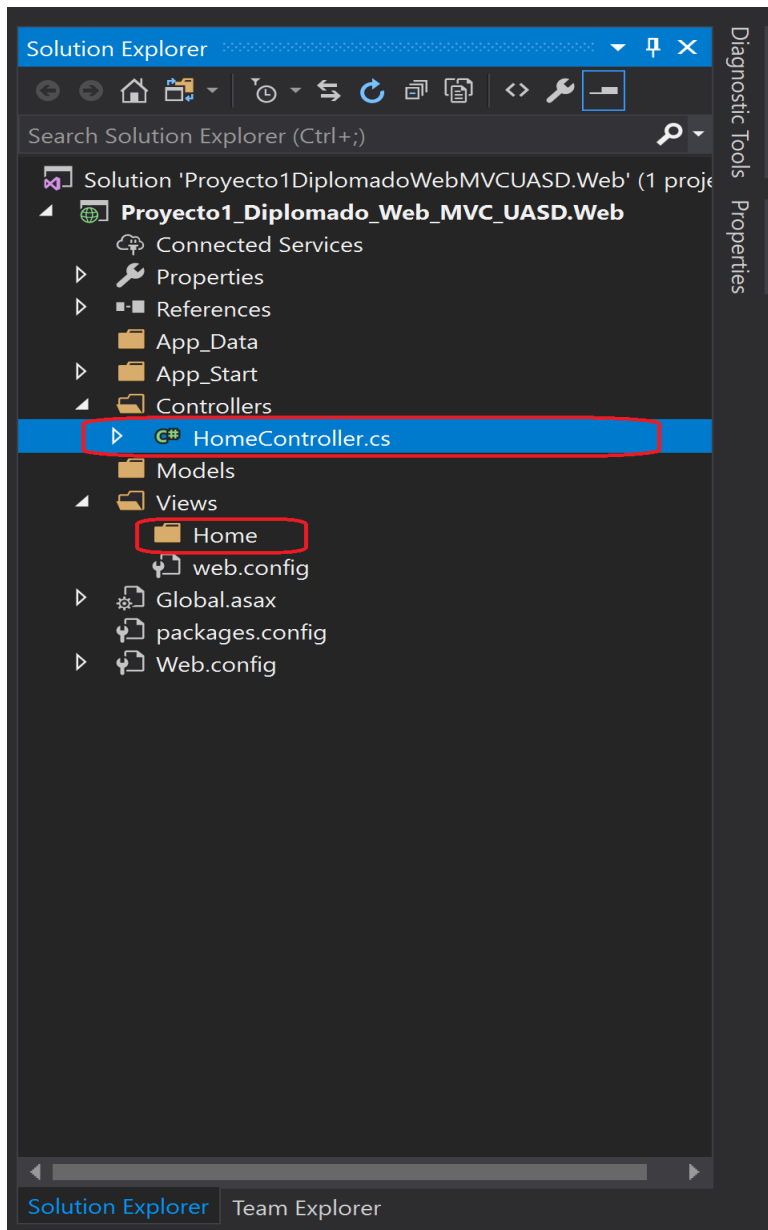 Solution Explorer
Search Solution Explorer (Ctrl+;)
Solution 'Proyecto1DiplomadoWebMVCUASD.Web' (1 proje
Proyecto1_Diplomado_Web_MVC_UASD.Web
Connected Services
Properties
References
App_Data
App_Start
Controllers
C# HomeController.cs
Models
Views
Home
web.config
Global.asax
packages.config
Web.config
Solution Explorer Team Explorer
Diagnostic Tools
Properties